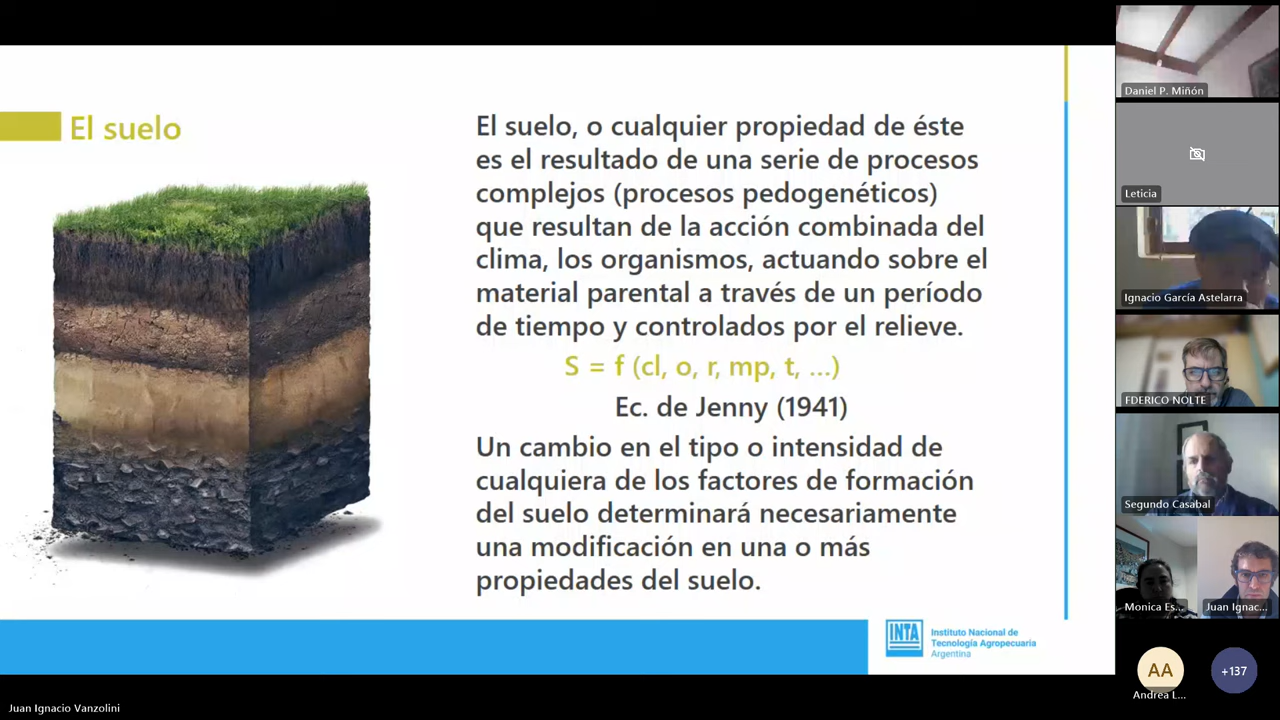 El suelo
El suelo, o cualquier propiedad de éste
es el resultado de una serie de procesos
complejos (procesos pedogenéticos)
que resultan de la acción combinada del
clima, los organismos, actuando sobre el
material parental a través de un período
de tiempo y controlados por el relieve.
S = f (cl, o, r, mp, t, ...)
Ec. de Jenny (1941)
Un cambio en el tipo o intensidad de
cualquiera de los factores de formación
del suelo determinará necesariamente
una modificación en una o más
propiedades del suelo.
INTA
Instituto Nacional de
Tecnología Agropecuaria
Argentina
Daniel P. Miñón
Leticia
Ignacio García Astelarra
FDERICO NOLTE
Segundo Casabal
Monica Es...
Juan Ignac...
AA
Andrea L...
+137
Juan Ignacio Vanzolini